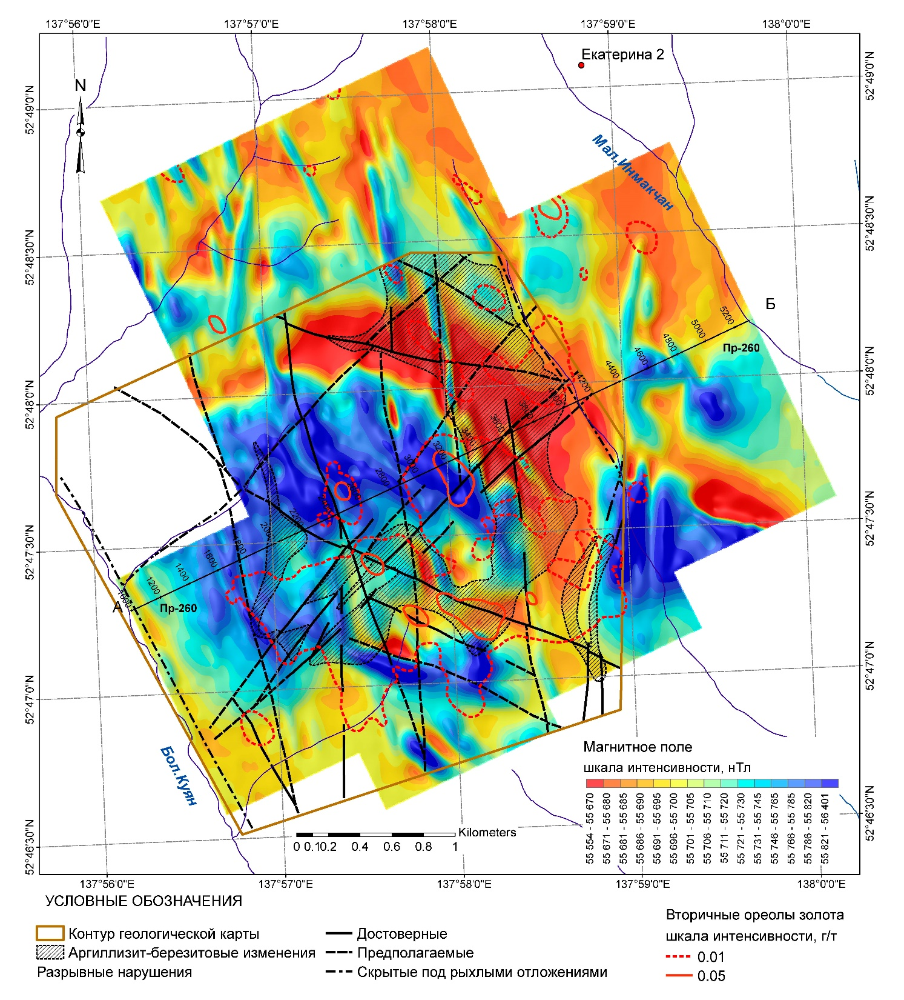 137°56'0"E 137°57'0"E 137°58'0"E 137°59'0"E 138°0'0"E
Екатерина 2
N
52°49'0"N
52°49'0"N
Мал.Инмакчан
52°48'30"N
52°48'30"N
Б
5200
5000
4800
4600
Пр-260
4400
4200
4000
3800
3600
3400
3200
3000
2800
52°48'0"N
52°48'0"N
2200
2000
1800
1600
1400
1200
1000
А
Пр-260
52°47'30"N
52°47'30"N
52°47'0"N
52°47'0"N
Бол.Куян
52°46'30"N
52°46'30"N
Магнитное поле
шкала интенсивности, нТл
55 554 - 55 670
55 671 - 55 680
55 681 - 55 685
55 686 - 55 690
55 691 - 55 695
55 696 - 55 700
55 701 - 55 705
55 706 - 55 710
55 711 - 55 720
55 721 - 55 730
55 731 - 55 745
55 746 - 55 765
55 766 - 55 785
55 786 - 55 820
55 821 - 56 401
Kilometers
0 0.10.2 0.4 0.6 0.8 1
137°56'0"E 137°57'0"E 137°58'0"E 137°59'0"E 138°0'0"E
УСЛОВНЫЕ ОБОЗНАЧЕНИЯ
Контур геологической карты
Аргиллизит-березитовые изменения
Разрывные нарушения
Достоверные
Предполагаемые
Скрытые под рыхлыми отложениями
Вторичные ореолы золота
шкала интенсивности, г/т
0.01
0.05